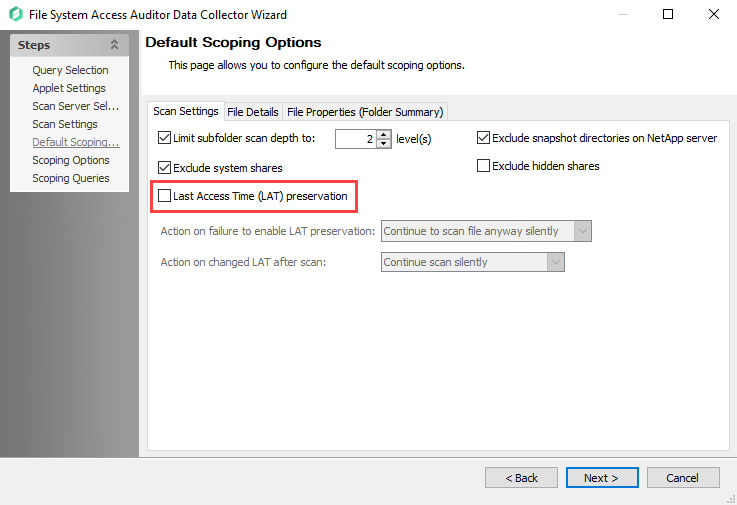 File System Access Auditor Data Collector Wizard
Steps
Query Selection
Applet Settings
Scan Server Sel...
Scan Settings
Default Scoping...
Scoping Options
Scoping Queries
Default Scoping Options
This page allows you to configure the default scoping options.
Scan Settings File Details File Properties (Folder Summary)
Limit subfolder scan depth to: 2 level(s) Exclude snapshot directories on NetApp server
Exclude system shares Exclude hidden shares
Last Access Time (LAT) preservation
Action on failure to enable LAT preservation: Continue to scan file anyway silently
Action on changed LAT after scan: Continue scan silently
< Back Next > Cancel